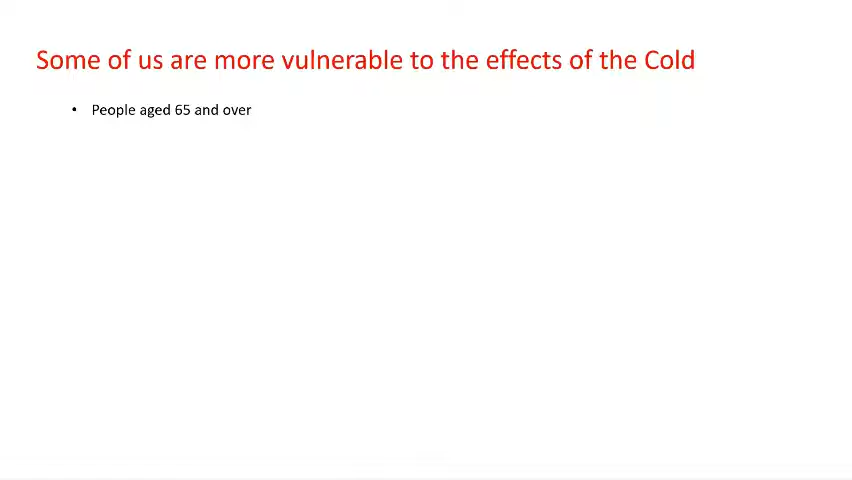 Some of us are more vulnerable to the effects of the Cold
• People aged 65 and over